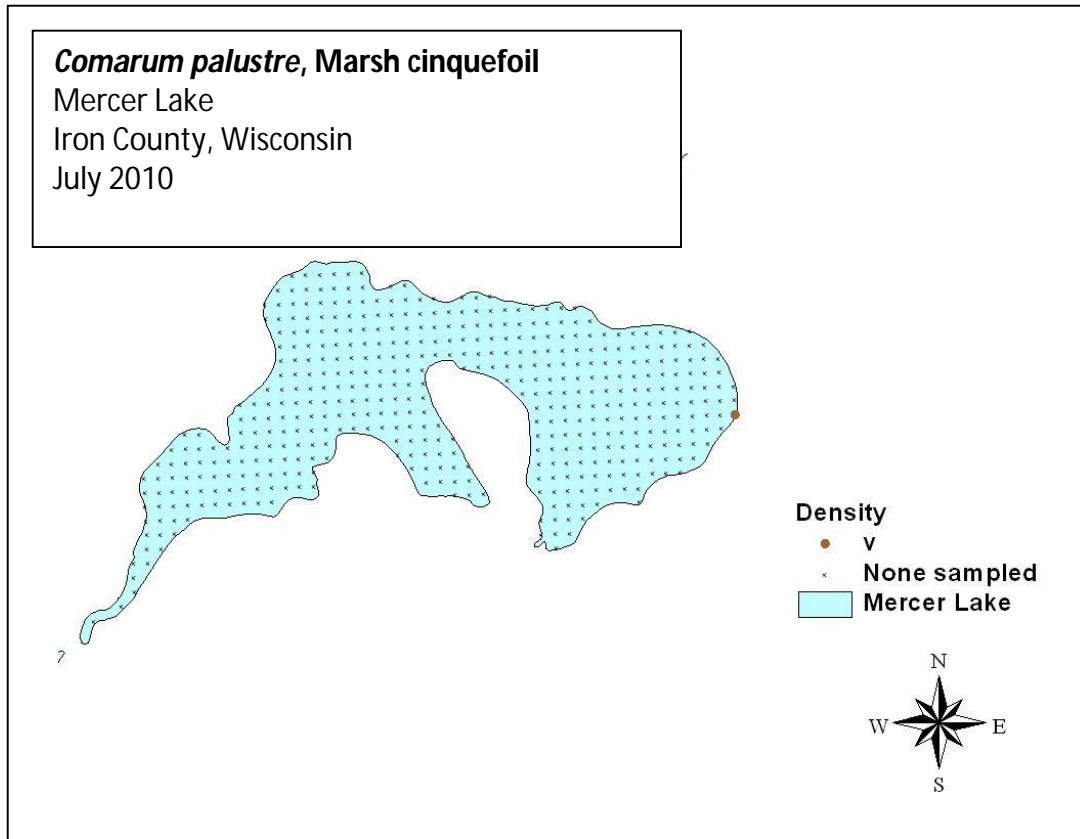 Comarum palustre, Marsh cinquefoil
Mercer Lake
Iron County, Wisconsin
July 2010
Density
v
None sampled
Mercer Lake
N
W E
S